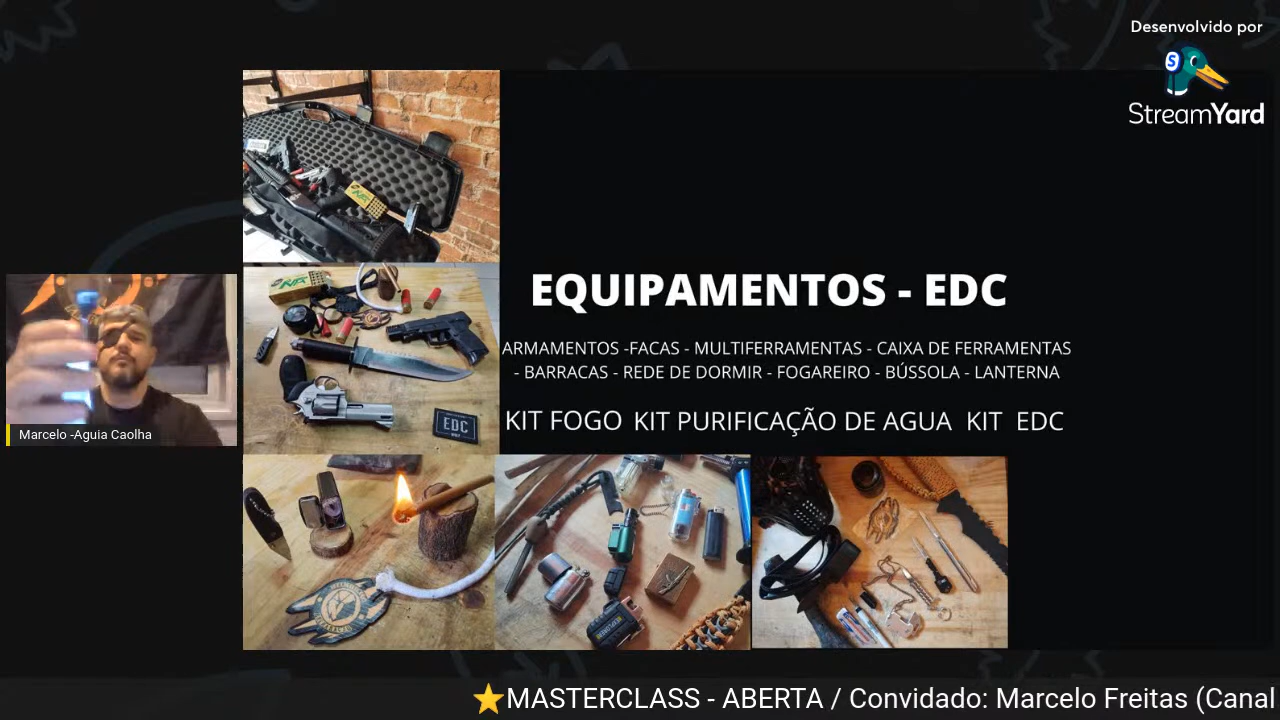 Desenvolvido por
StreamYard
EQUIPAMENTOS - EDC
ARMAMENTOS -FACAS - MULTIFERRAMENTAS - CAIXA DE FERRAMENTAS
- BARRACAS - REDE DE DORMIR - FOGAREIRO - BÚSSOLA - LANTERNA
KIT FOGO KIT PURIFICAÇÃO DE AGUA KIT EDC
EDC
Marcelo -Aguia Caolha
⭐MASTERCLASS - ABERTA / Convidado: Marcelo Freitas (Canal